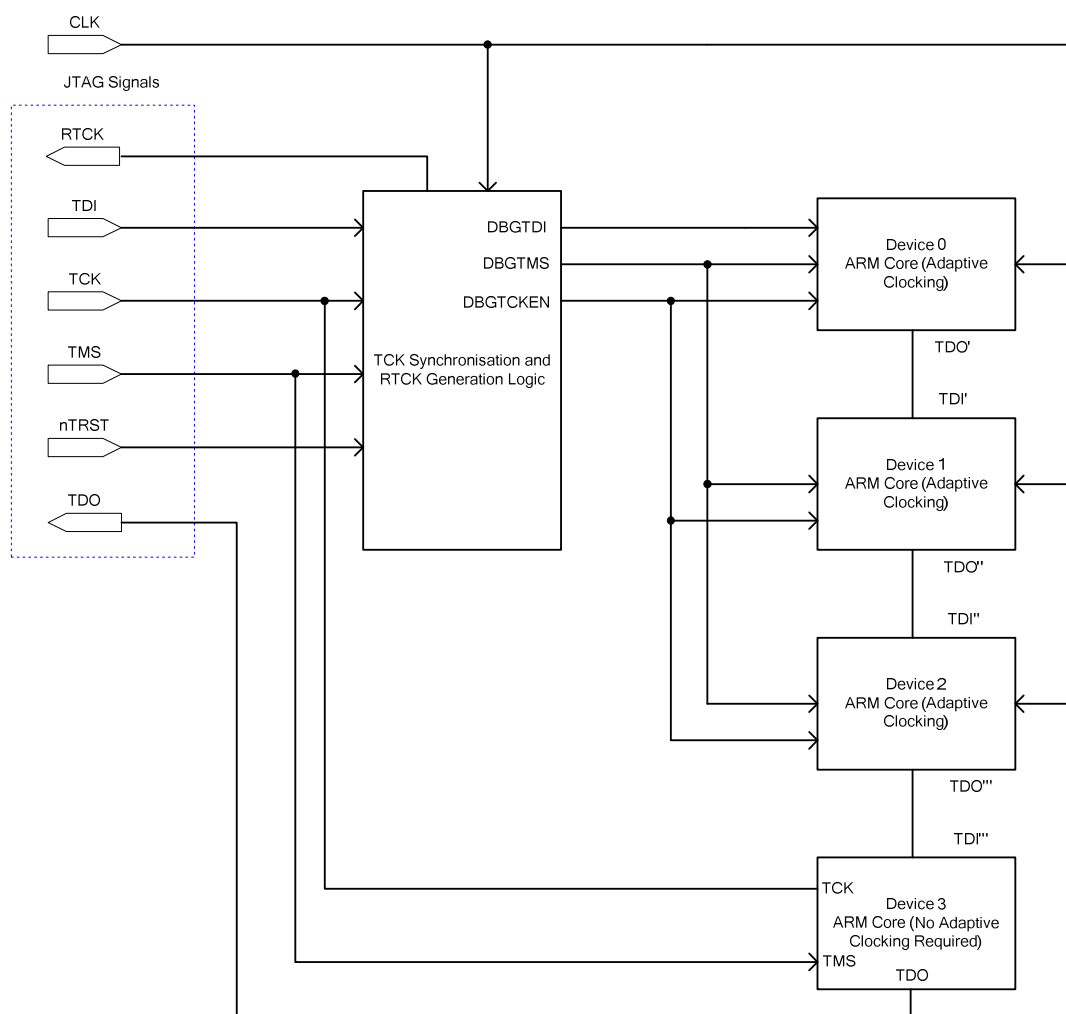 CLK
JTAG Signals
RTCK
TDI
TCK
TMS
nTRST
TDO
DBGTDI
DBGTMS
DBGTCKEN
TCK Synchronisation and
RTCK Generation Logic
Device 0
ARM Core (Adaptive
Clocking)
TDO'
TDI'
Device 1
ARM Core (Adaptive
Clocking)
TDO''
TDI''
Device 2
ARM Core (Adaptive
Clocking)
TDO'''
TDI'''
TCK
Device 3
ARM Core (No Adaptive
Clocking Required)
TMS
TDO